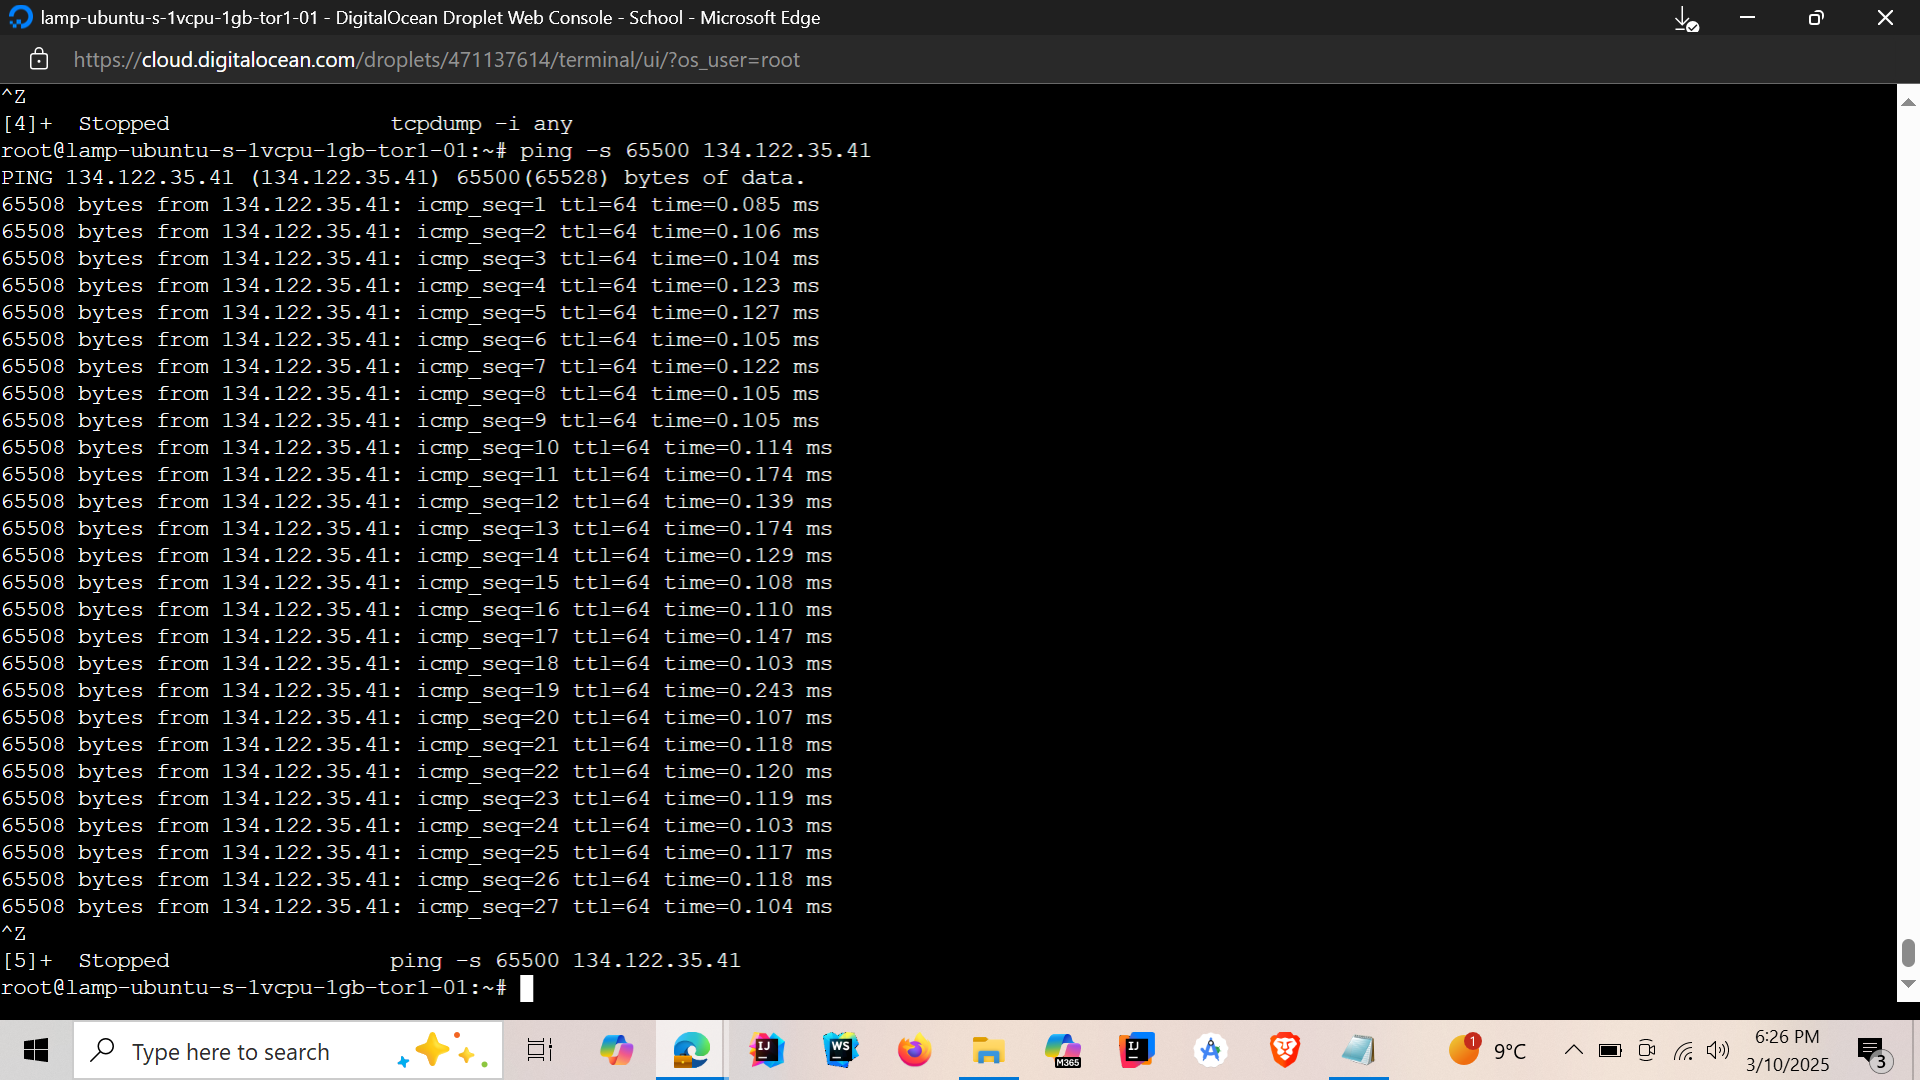 lamp-ubuntu-s-1vcpu-1gb-tor1-01 - DigitalOcean Droplet Web Console - School - Microsoft Edge
https://cloud.digitalocean.com/droplets/471137614/terminal/ui/?os_user=root
^Z
[4]+  Stopped                 tcpdump -i any
root@lamp-ubuntu-s-1vcpu-1gb-tor1-01:~# ping -s 65500 134.122.35.41
PING 134.122.35.41 (134.122.35.41) 65500(65528) bytes of data.
65508 bytes from 134.122.35.41: icmp_seq=1 ttl=64 time=0.085 ms
65508 bytes from 134.122.35.41: icmp_seq=2 ttl=64 time=0.106 ms
65508 bytes from 134.122.35.41: icmp_seq=3 ttl=64 time=0.104 ms
65508 bytes from 134.122.35.41: icmp_seq=4 ttl=64 time=0.123 ms
65508 bytes from 134.122.35.41: icmp_seq=5 ttl=64 time=0.127 ms
65508 bytes from 134.122.35.41: icmp_seq=6 ttl=64 time=0.105 ms
65508 bytes from 134.122.35.41: icmp_seq=7 ttl=64 time=0.122 ms
65508 bytes from 134.122.35.41: icmp_seq=8 ttl=64 time=0.105 ms
65508 bytes from 134.122.35.41: icmp_seq=9 ttl=64 time=0.105 ms
65508 bytes from 134.122.35.41: icmp_seq=10 ttl=64 time=0.114 ms
65508 bytes from 134.122.35.41: icmp_seq=11 ttl=64 time=0.174 ms
65508 bytes from 134.122.35.41: icmp_seq=12 ttl=64 time=0.139 ms
65508 bytes from 134.122.35.41: icmp_seq=13 ttl=64 time=0.174 ms
65508 bytes from 134.122.35.41: icmp_seq=14 ttl=64 time=0.129 ms
65508 bytes from 134.122.35.41: icmp_seq=15 ttl=64 time=0.108 ms
65508 bytes from 134.122.35.41: icmp_seq=16 ttl=64 time=0.110 ms
65508 bytes from 134.122.35.41: icmp_seq=17 ttl=64 time=0.147 ms
65508 bytes from 134.122.35.41: icmp_seq=18 ttl=64 time=0.103 ms
65508 bytes from 134.122.35.41: icmp_seq=19 ttl=64 time=0.243 ms
65508 bytes from 134.122.35.41: icmp_seq=20 ttl=64 time=0.107 ms
65508 bytes from 134.122.35.41: icmp_seq=21 ttl=64 time=0.118 ms
65508 bytes from 134.122.35.41: icmp_seq=22 ttl=64 time=0.120 ms
65508 bytes from 134.122.35.41: icmp_seq=23 ttl=64 time=0.119 ms
65508 bytes from 134.122.35.41: icmp_seq=24 ttl=64 time=0.103 ms
65508 bytes from 134.122.35.41: icmp_seq=25 ttl=64 time=0.117 ms
65508 bytes from 134.122.35.41: icmp_seq=26 ttl=64 time=0.118 ms
65508 bytes from 134.122.35.41: icmp_seq=27 ttl=64 time=0.104 ms
^Z
[5]+  Stopped                 ping -s 65500 134.122.35.41
root@lamp-ubuntu-s-1vcpu-1gb-tor1-01:~#
Type here to search
IJ
WS
M365
IJ
1
9°C
6:26 PM
3/10/2025
3